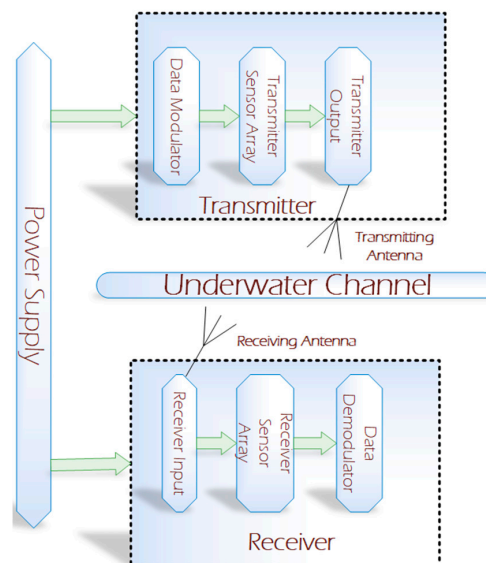 Power Supply
Data Modulator
Transmitter
Sensor Array
Transmitter
Output
Transmitter
Transmitting
Antenna
Underwater Channel
Receiving Antenna
Receiver Input
Receiver
Sensor
Array
Data
Demodulator
Receiver